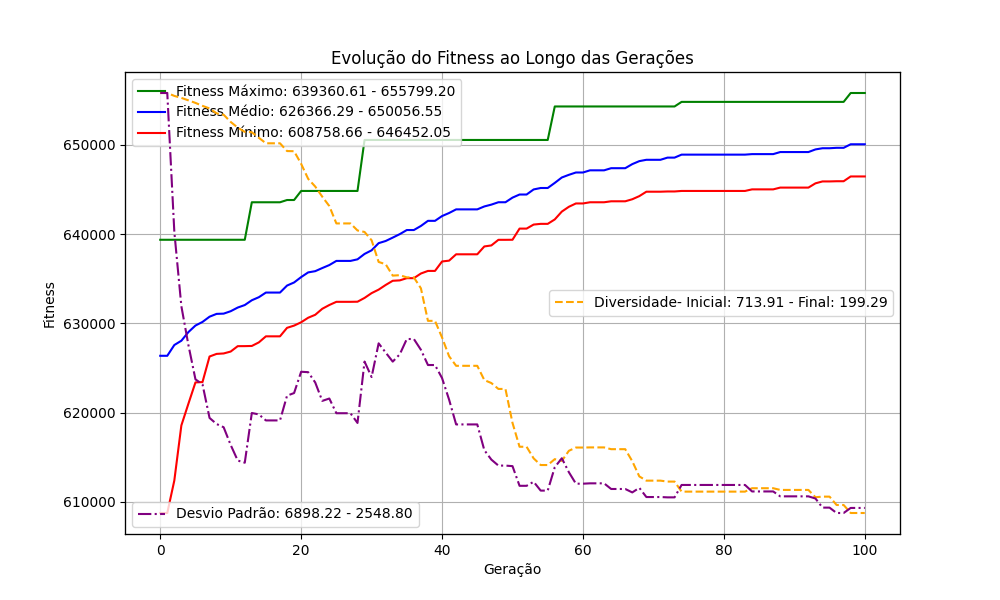 Evolução do Fitness ao Longo das Gerações
Fitness Máximo: 639360.61 - 655799.20
Fitness Médio: 626366.29 - 650056.55
Fitness Mínimo: 608758.66 - 646452.05
650000
640000
630000
620000
610000
Fitness
Diversidade- Inicial: 713.91 - Final: 199.29
Desvio Padrão: 6898.22 - 2548.80
0 20 40 60 80 100
Geração